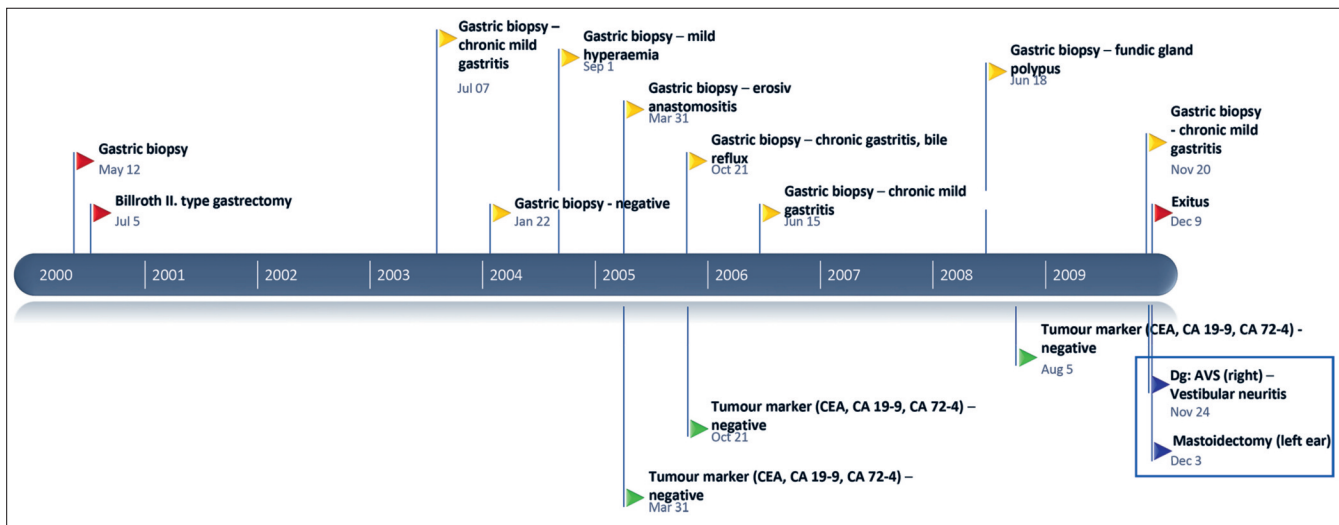 Gastric biopsy –
chronic mild
gastritis
Jul 07
Gastric biopsy – mild
hyperaemia
Sep 1
Gastric biopsy – erosiv
anastomositis
Mar 31
Gastric biopsy – fundic gland
polypus
Jun 18
Gastric biopsy
- chronic mild
gastritis
Nov 20
Gastric biopsy
May 12
Gastric biopsy – chronic gastritis, bile
reflux
Oct 21
Billroth II. type gastrectomy
Jul 5
Gastric biopsy - negative
Jan 22
Gastric biopsy – chronic mild
gastritis
Jun 15
Exitus
Dec 9
2000 2001 2002 2003 2004 2005 2006 2007 2008 2009
Tumour marker (CEA, CA 19-9, CA 72-4) -
negative
Aug 5
Dg: AVS (right) –
Vestibular neuritis
Nov 24
Tumour marker (CEA, CA 19-9, CA 72-4) –
negative
Oct 21
Mastoidectomy (left ear)
Dec 3
Tumour marker (CEA, CA 19-9, CA 72-4) –
negative
Mar 31